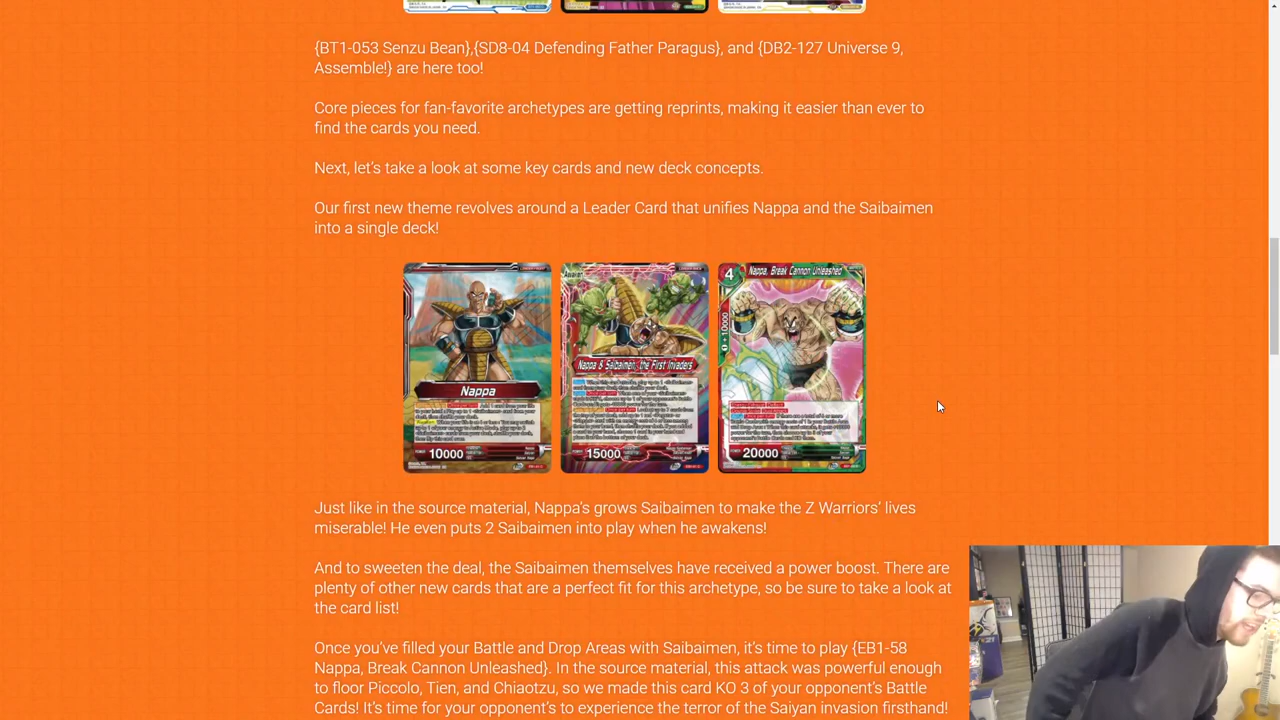 {BT1-053 Senzu Bean},{SD8-04 Defending Father Paragus}, and {DB2-127 Universe 9,
Assemble!} are here too!
Core pieces for fan-favorite archetypes are getting reprints, making it easier than ever to
find the cards you need.
Next, let's take a look at some key cards and new deck concepts.
Our first new theme revolves around a Leader Card that unifies Nappa and the Saibaimen
into a single deck!
Nappa
10000
Awaken
Nappa & Saibaimen, the First Invaders
15000
4
Nappa, Break Cannon Unleashed
+10000
20000
Just like in the source material, Nappa's grows Saibaimen to make the Z Warriors' lives
miserable! He even puts 2 Saibaimen into play when he awakens!
And to sweeten the deal, the Saibaimen themselves have received a power boost. There are
plenty of other new cards that are a perfect fit for this archetype, so be sure to take a look at
the card list!
Once you've filled your Battle and Drop Areas with Saibaimen, it's time to play {EB1-58
Nappa, Break Cannon Unleashed}. In the source material, this attack was powerful enough
to floor Piccolo, Tien, and Chiaotzu, so we made this card KO 3 of your opponent's Battle
Cards! It's time for your opponent's to experience the terror of the Saiyan invasion firsthand!